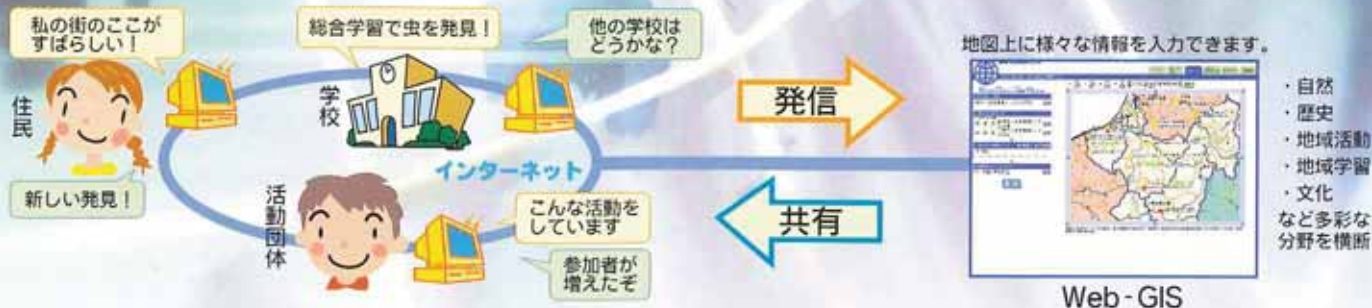 私の街のここが
すばらしい！
住民
新しい発見！
総合学習で虫を発見！
学校
他の学校は
どうかな？
インターネット
活動団体
こんな活動を
しています
参加者が
増えたぞ
発信
共有
地図上に様々な情報を入力できます。
Web-GIS
・自然
・歴史
・地域活動
・地域学習
・文化
など多彩な
分野を横断